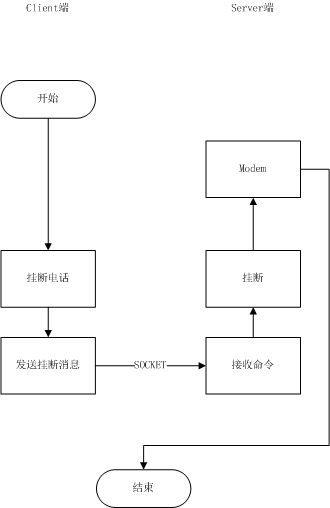 Client端
Server端
开始
Modem
挂断电话
挂断
发送挂断消息
SOCKET
接收命令
结束